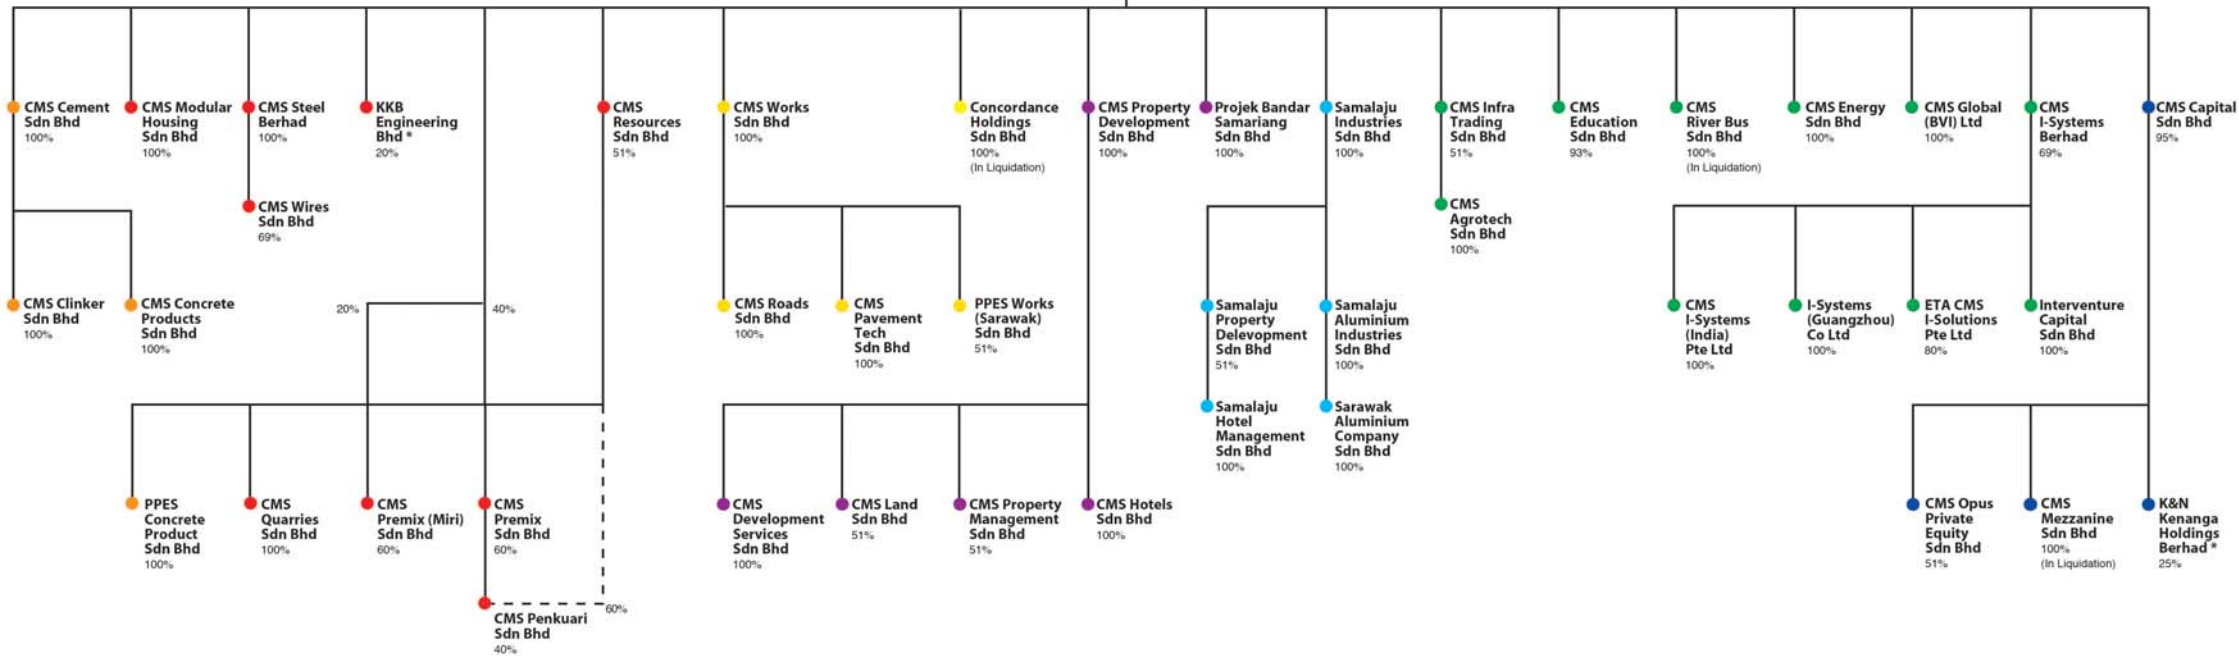 CMS Cement
Sdn Bhd
100%
CMS Modular
Housing
Sdn Bhd
100%
CMS Steel
Berhad
100%
KKB
Engineering
Bhd *
20%
CMS
Resources
Sdn Bhd
51%
CMS Works
Sdn Bhd
100%
Concordance
Holdings
Sdn Bhd
100%
(In Liquidation)
CMS Property
Development
Sdn Bhd
100%
Projek Bandar
Samariang
Sdn Bhd
100%
Samalaju
Industries
Sdn Bhd
100%
CMS Infra
Trading
Sdn Bhd
51%
CMS
Education
Sdn Bhd
93%
CMS
River Bus
Sdn Bhd
100%
(In Liquidation)
CMS Energy
Sdn Bhd
100%
CMS Global
(BVI) Ltd
100%
CMS
I-Systems
Berhad
69%
CMS Capital
Sdn Bhd
95%
CMS Wires
Sdn Bhd
69%
CMS
Agrotech
Sdn Bhd
100%
CMS Clinker
Sdn Bhd
100%
CMS Concrete
Products
Sdn Bhd
100%
20%
40%
CMS Roads
Sdn Bhd
100%
CMS
Pavement
Tech
Sdn Bhd
100%
PPES Works
(Sarawak)
Sdn Bhd
51%
Samalaju
Property
Delevopment
Sdn Bhd
51%
Samalaju
Aluminium
Industries
Sdn Bhd
100%
CMS
I-Systems
(India)
Pte Ltd
100%
I-Systems
(Guangzhou)
Co Ltd
100%
ETA CMS
I-Solutions
Pte Ltd
80%
Interventure
Capital
Sdn Bhd
100%
Samalaju
Hotel
Management
Sdn Bhd
100%
Sarawak
Aluminium
Company
Sdn Bhd
100%
PPES
Concrete
Product
Sdn Bhd
100%
CMS
Quarries
Sdn Bhd
100%
CMS
Premix (Miri)
Sdn Bhd
60%
CMS
Premix
Sdn Bhd
60%
CMS
Development
Services
Sdn Bhd
100%
CMS Land
Sdn Bhd
51%
CMS Property
Management
Sdn Bhd
51%
CMS Hotels
Sdn Bhd
100%
CMS Opus
Private
Equity
Sdn Bhd
51%
CMS
Mezzanine
Sdn Bhd
100%
(In Liquidation)
K&N
Kenanga
Holdings
Berhad *
25%
60%
CMS Penkuari
Sdn Bhd
40%